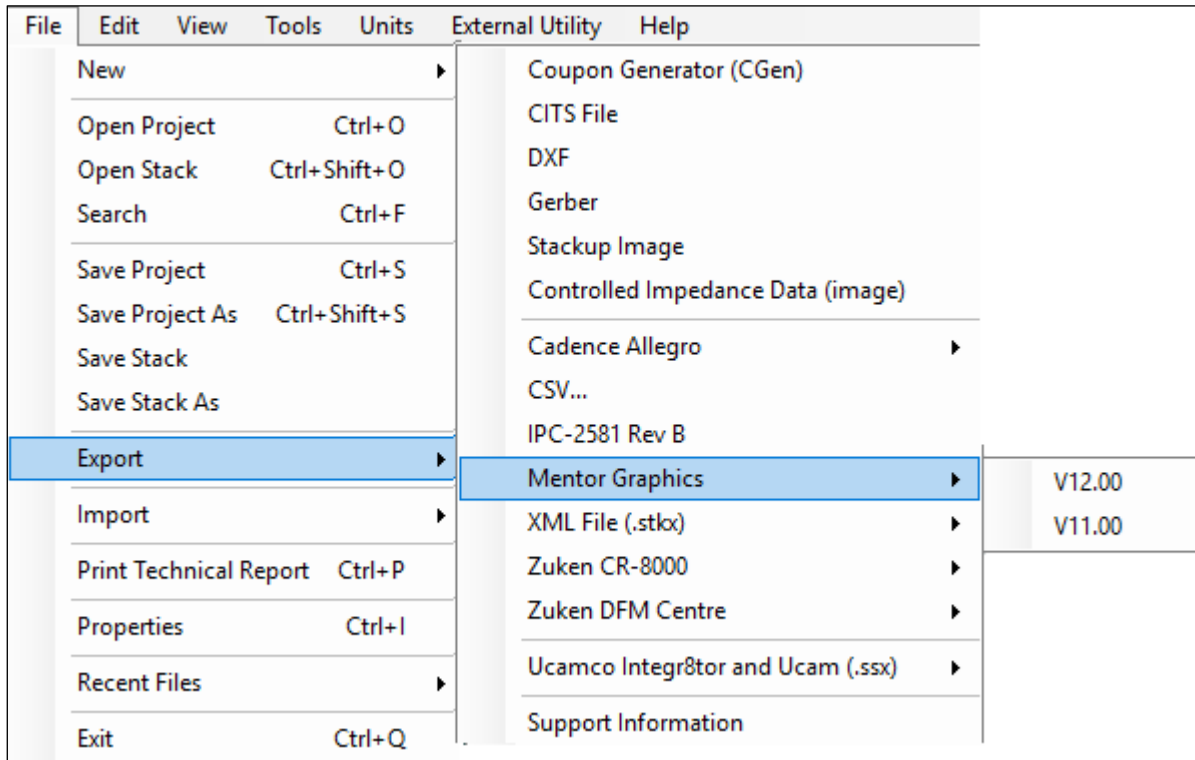 File Edit View Tools Units External Utility Help
New
Open Project Ctrl+O
Open Stack Ctrl+Shift+O
Search Ctrl+F
Save Project Ctrl+S
Save Project As Ctrl+Shift+S
Save Stack
Save Stack As
Export
Import
Print Technical Report Ctrl+P
Properties Ctrl+I
Recent Files
Exit Ctrl+Q
Coupon Generator (CGen)
CITS File
DXF
Gerber
Stackup Image
Controlled Impedance Data (image)
Cadence Allegro
CSV...
IPC-2581 Rev B
Mentor Graphics
XML File (.stkx)
Zuken CR-8000
Zuken DFM Centre
Ucamco Integr8tor and Ucam (.ssx)
Support Information
V12.00
V11.00